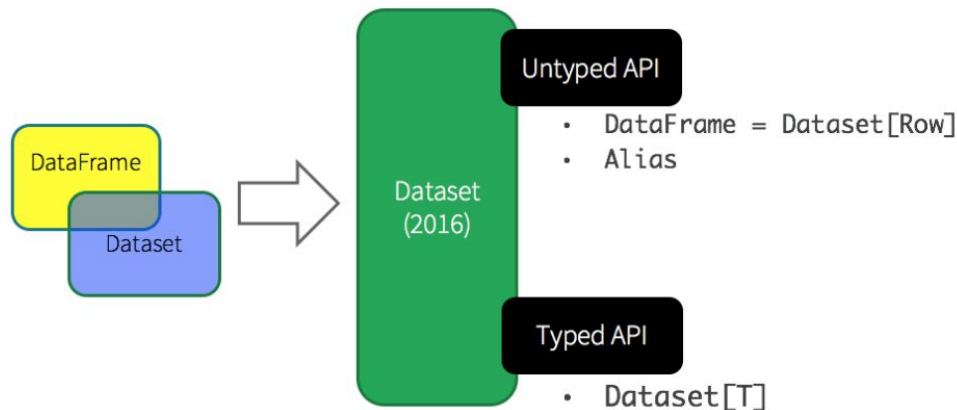 DataFrame
Dataset
Dataset
(2016)
Untyped API
• DataFrame = Dataset[Row]
• Alias
Typed API
• Dataset[T]